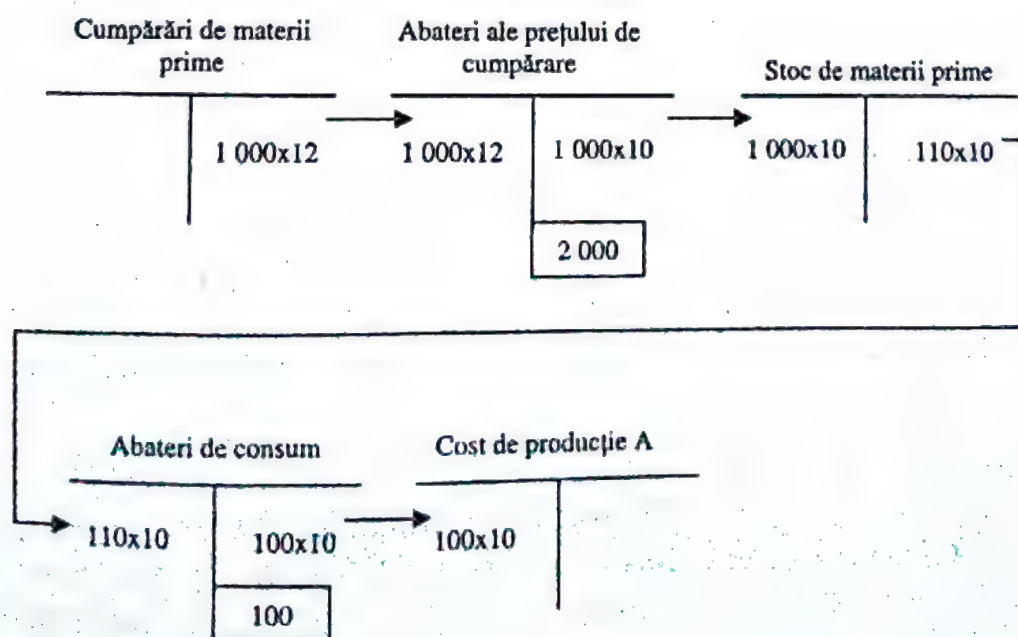 Cumpărări de materii
prime
Abateri ale prețului de
cumpărare
Stoc de materii prime
1 000x12
1 000x12
1 000x10
1 000x10
110x10
2 000
Abateri de consum
Cost de producție A
110x10
100x10
100x10
100